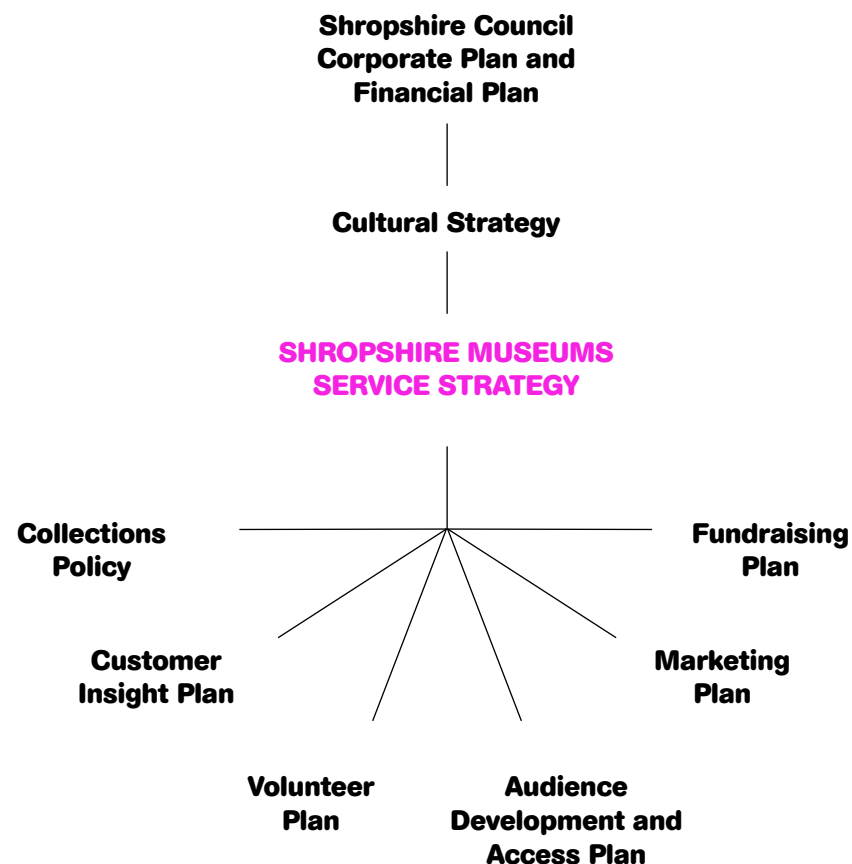 Shropshire Council
Corporate Plan and
Financial Plan
Cultural Strategy
SHROPSHIRE MUSEUMS
SERVICE STRATEGY
Collections
Policy
Fundraising
Plan
Customer
Insight Plan
Marketing
Plan
Volunteer
Plan
Audience
Development and
Access Plan